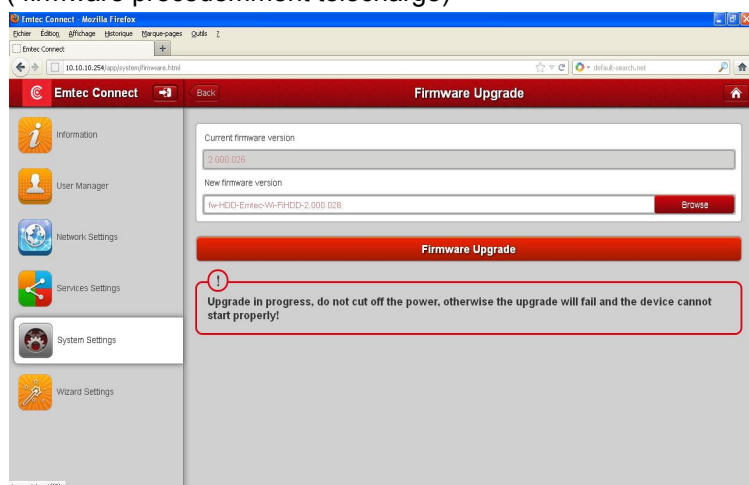 ( firmware précédemment téléchargé)
Emtec Connect - Mozilla Firefox
Fichier Édition Affichage Historique Marque-pages Outils ?
Emtec Connect +
10.10.10.254/app/system/firmware.html
default-search.net
Emtec Connect
Back
Firmware Upgrade
Information
User Manager
Network Settings
Services Settings
System Settings
Wizard Settings
Current firmware version
2.000.026
New firmware version
fw-HDD-Emtec-Wi-FiHDD-2.000.028
Browse
Firmware Upgrade
!
Upgrade in progress, do not cut off the power, otherwise the upgrade will fail and the device cannot
start properly!